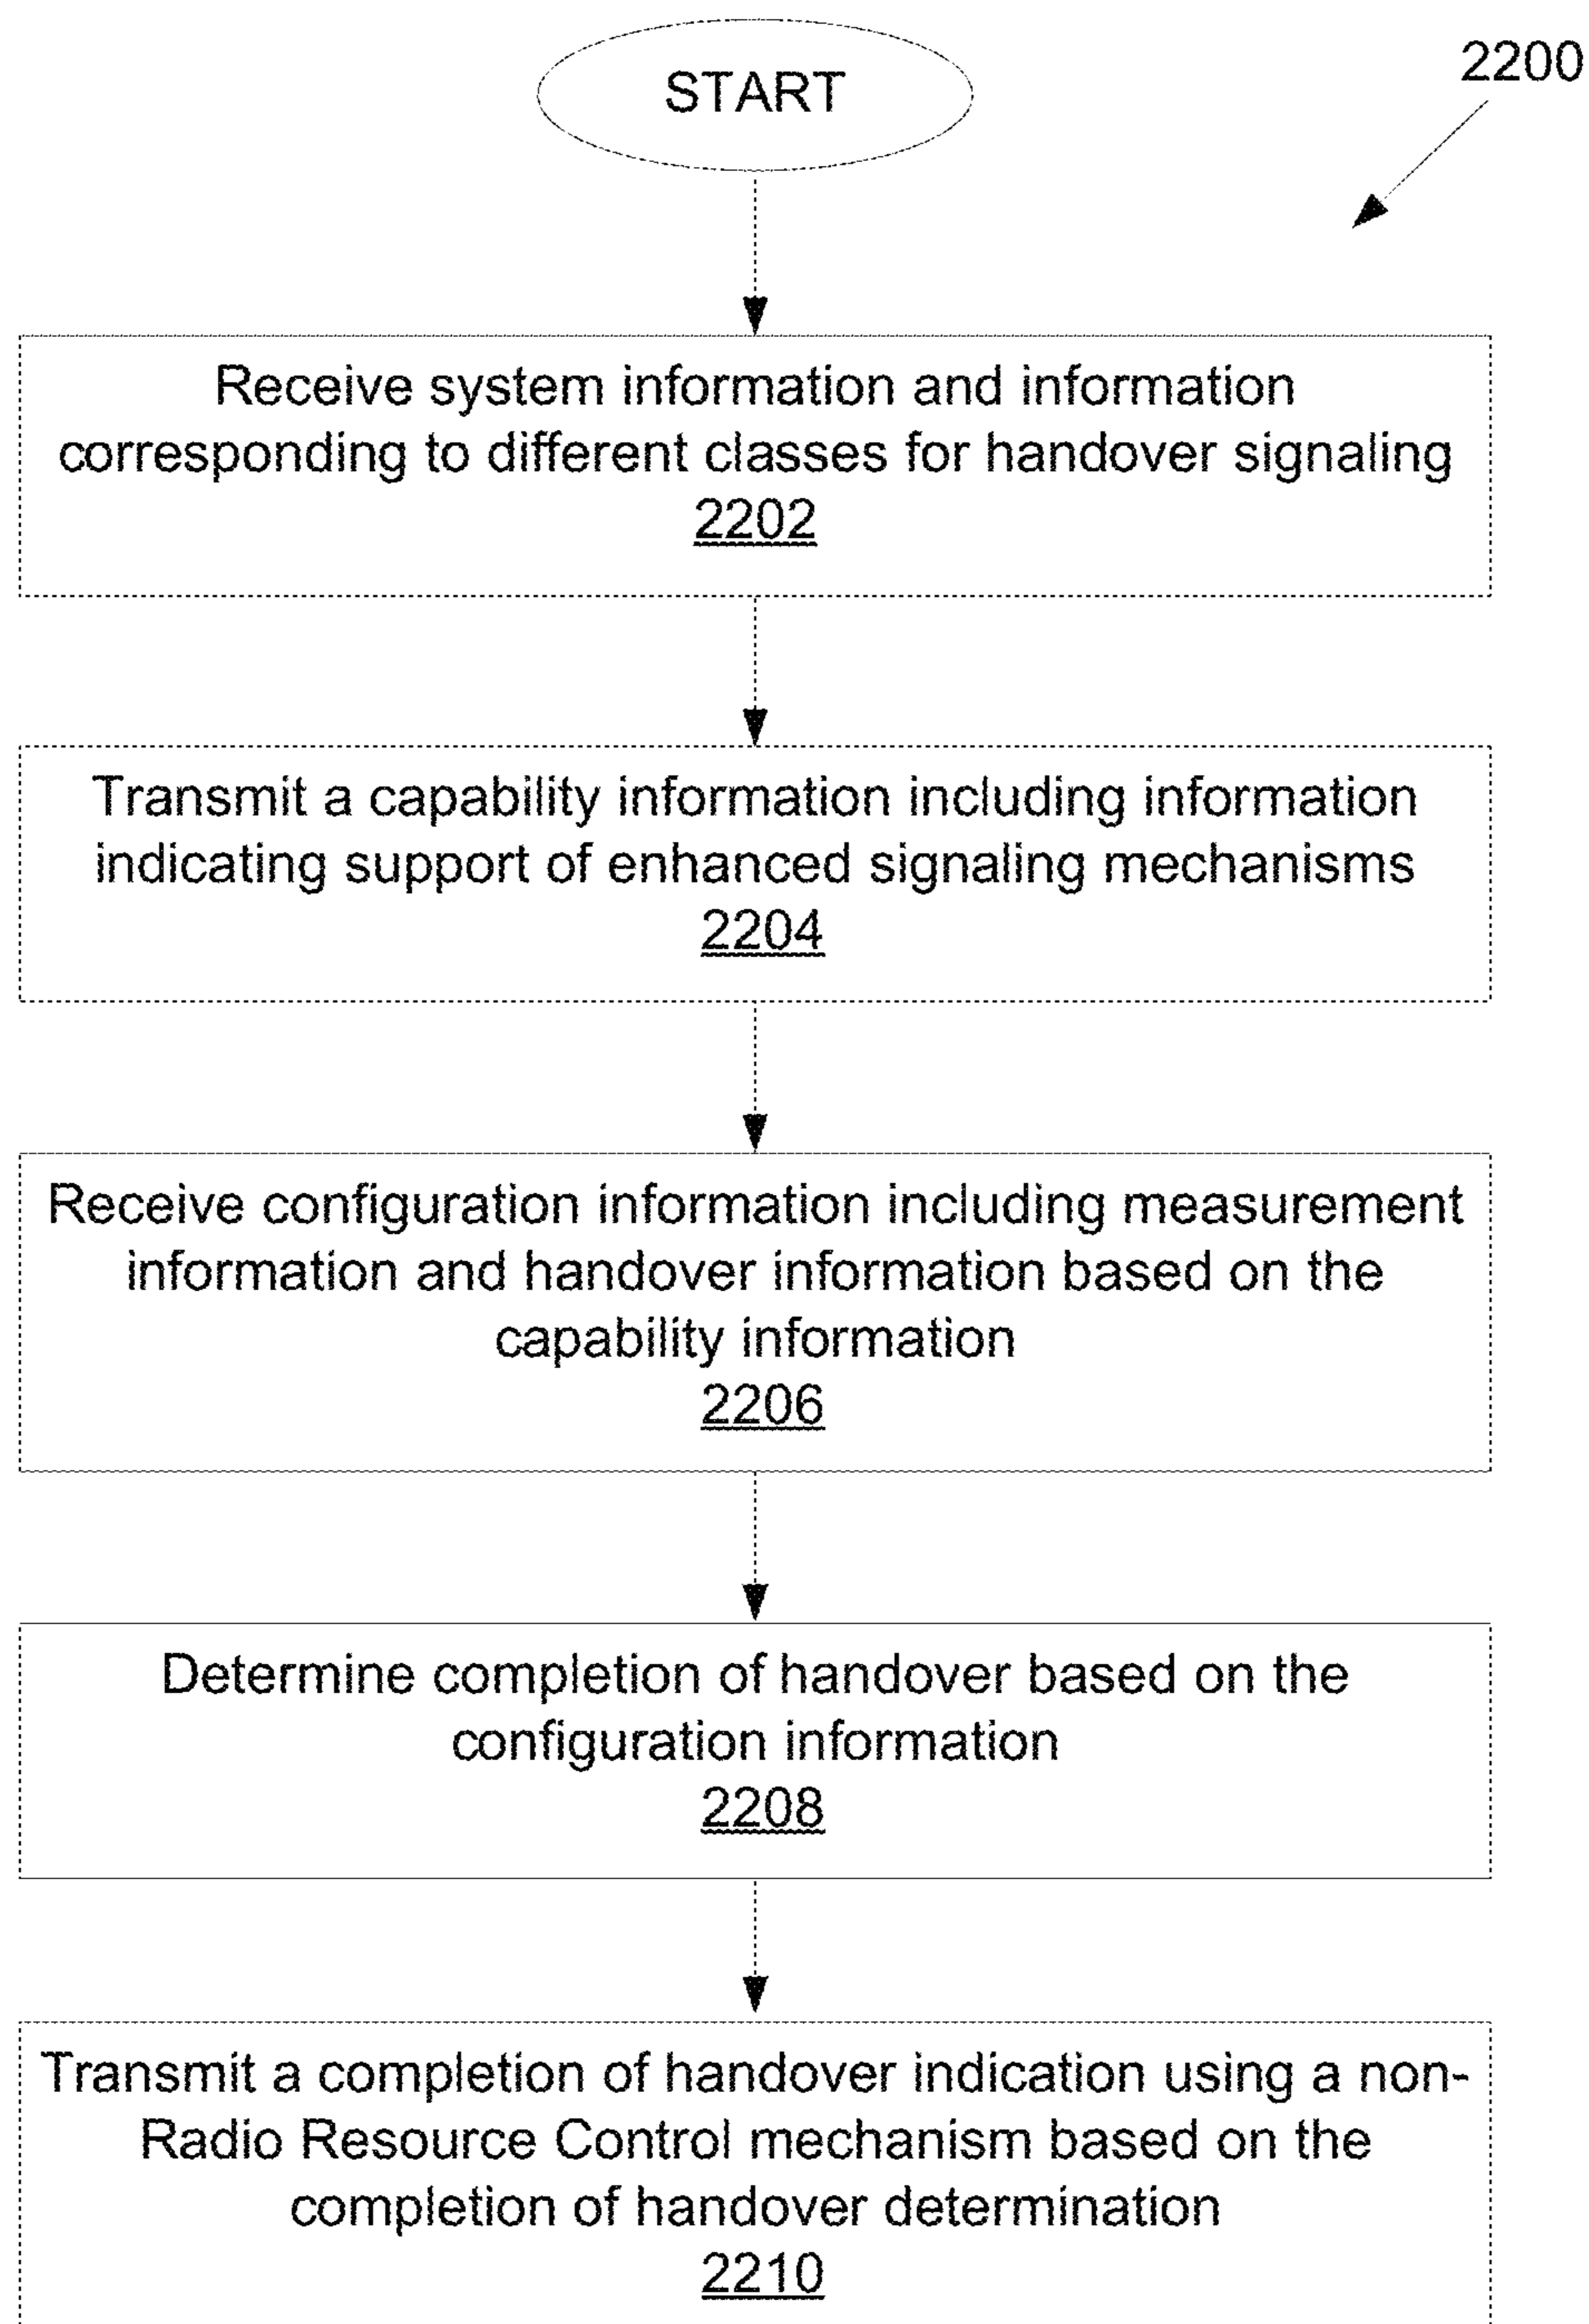 START
2200
Receive system information and information
corresponding to different classes for handover signaling
2202
Transmit a capability information including information
indicating support of enhanced signaling mechanisms
2204
Receive configuration information including measurement
information and handover information based on the
capability information
2206
Determine completion of handover based on the
configuration information
2208
Transmit a completion of handover indication using a non-
Radio Resource Control mechanism based on the
completion of handover determination
2210